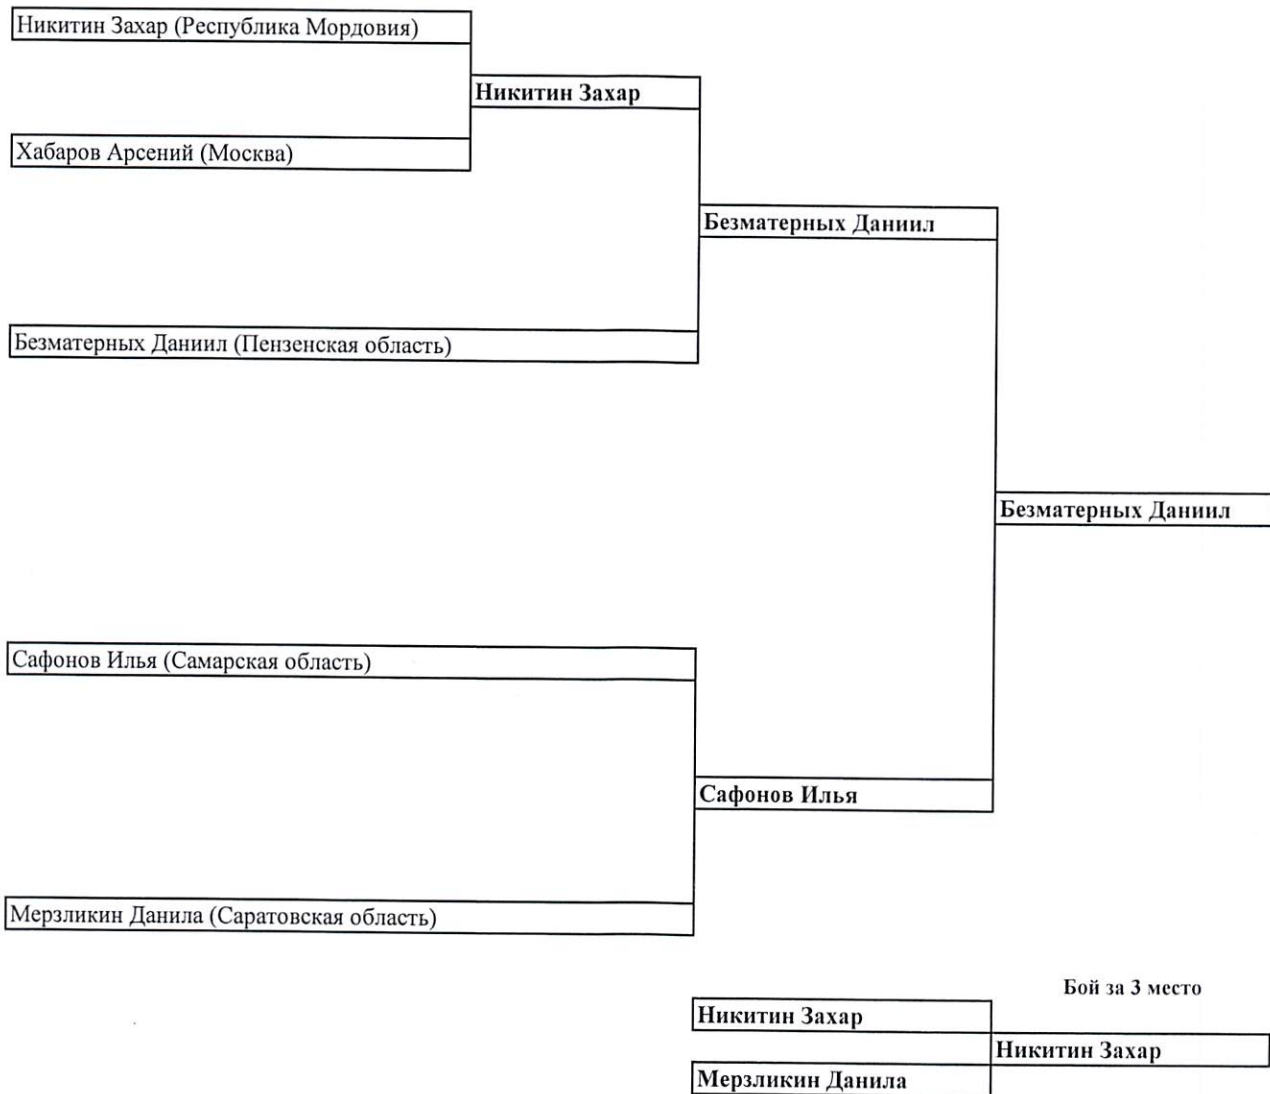 Никитин Захар (Республика Мордовия)
Никитин Захар
Хабаров Арсений (Москва)
Безматерных Даниил
Безматерных Даниил (Пензенская область)
Безматерных Даниил
Сафонов Илья (Самарская область)
Сафонов Илья
Мерзликин Данила (Саратовская область)
Бой за 3 место
Никитин Захар
Никитин Захар
Мерзликин Данила